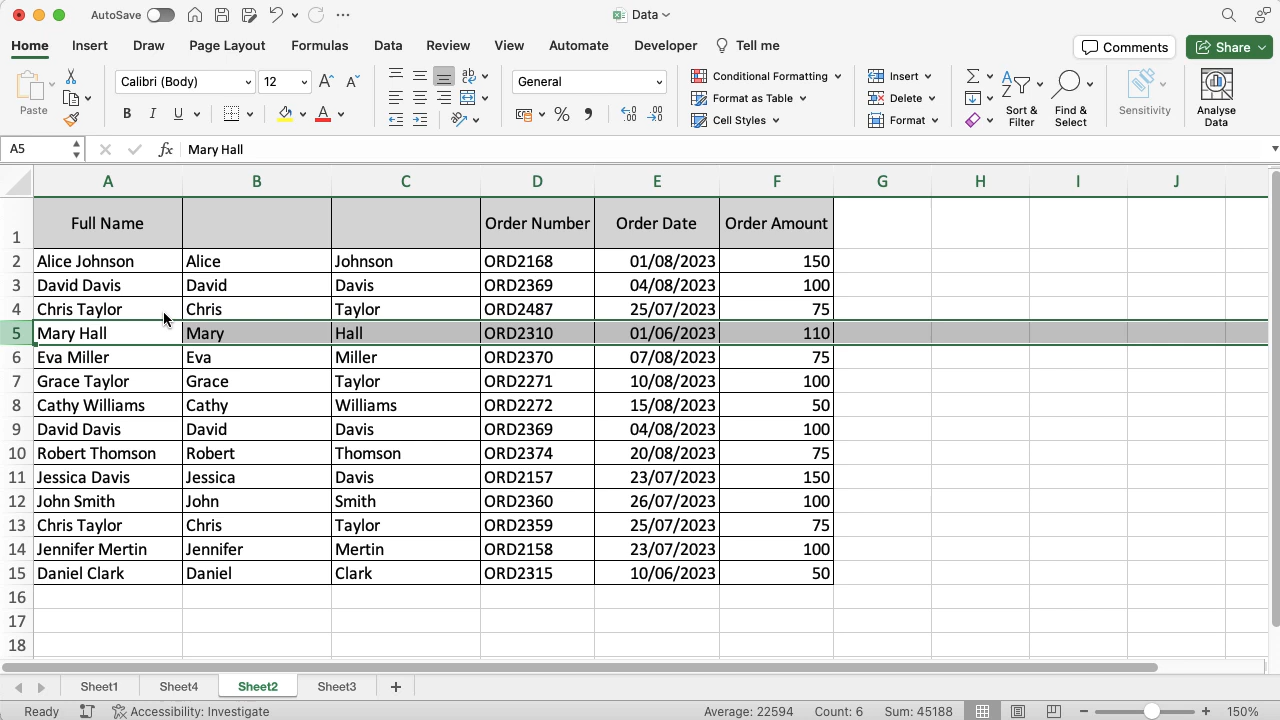 AutoSave
Data
Home Insert Draw Page Layout Formulas Data Review View Automate Developer Tell me
Comments Share
Paste
Calibri (Body) 12
B I U
A A
ab
General
Conditional Formatting
Format as Table
Cell Styles
Insert
Delete
Format
Sort & Filter
Find & Select
Sensitivity
Analyse Data
A5 fx Mary Hall
A B C D E F G H I J
1 Full Name Order Number Order Date Order Amount
2 Alice Johnson Alice Johnson ORD2168 01/08/2023 150
3 David Davis David Davis ORD2369 04/08/2023 100
4 Chris Taylor Chris Taylor ORD2487 25/07/2023 75
5 Mary Hall Mary Hall ORD2310 01/06/2023 110
6 Eva Miller Eva Miller ORD2370 07/08/2023 75
7 Grace Taylor Grace Taylor ORD2271 10/08/2023 100
8 Cathy Williams Cathy Williams ORD2272 15/08/2023 50
9 David Davis David Davis ORD2369 04/08/2023 100
10 Robert Thomson Robert Thomson ORD2374 20/08/2023 75
11 Jessica Davis Jessica Davis ORD2157 23/07/2023 150
12 John Smith John Smith ORD2360 26/07/2023 100
13 Chris Taylor Chris Taylor ORD2359 25/07/2023 75
14 Jennifer Mertin Jennifer Mertin ORD2158 23/07/2023 100
15 Daniel Clark Daniel Clark ORD2315 10/06/2023 50
16
17
18
Sheet1 Sheet4 Sheet2 Sheet3 +
Ready Accessibility: Investigate Average: 22594 Count: 6 Sum: 45188 150%